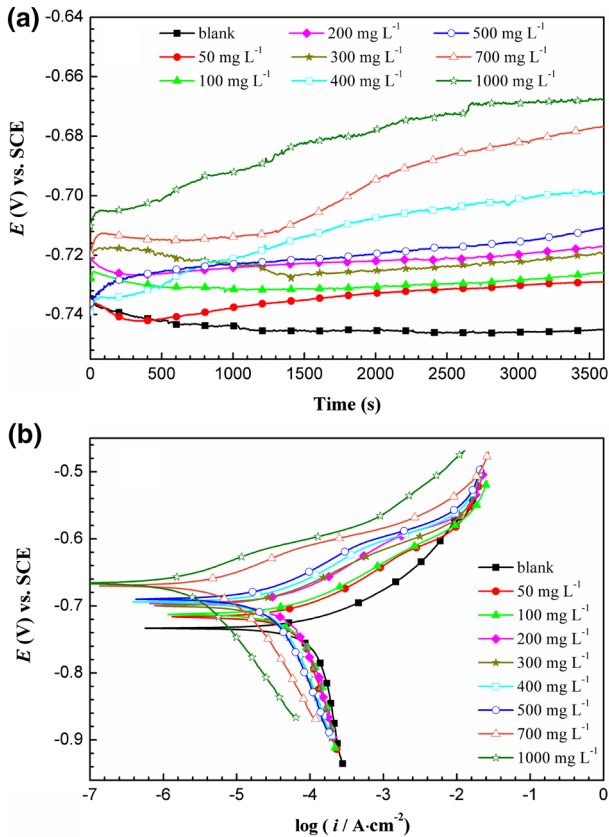 (a)
-0.64
-0.66
-0.68
-0.70
-0.72
-0.74
E (V) vs. SCE
blank
50 mg L⁻¹
100 mg L⁻¹
200 mg L⁻¹
300 mg L⁻¹
400 mg L⁻¹
500 mg L⁻¹
700 mg L⁻¹
1000 mg L⁻¹
0 500 1000 1500 2000 2500 3000 3500
Time (s)
(b)
-0.5
-0.6
-0.7
-0.8
-0.9
E (V) vs. SCE
blank
50 mg L⁻¹
100 mg L⁻¹
200 mg L⁻¹
300 mg L⁻¹
400 mg L⁻¹
500 mg L⁻¹
700 mg L⁻¹
1000 mg L⁻¹
-7 -6 -5 -4 -3 -2 -1 0
log ( i / A·cm⁻²)